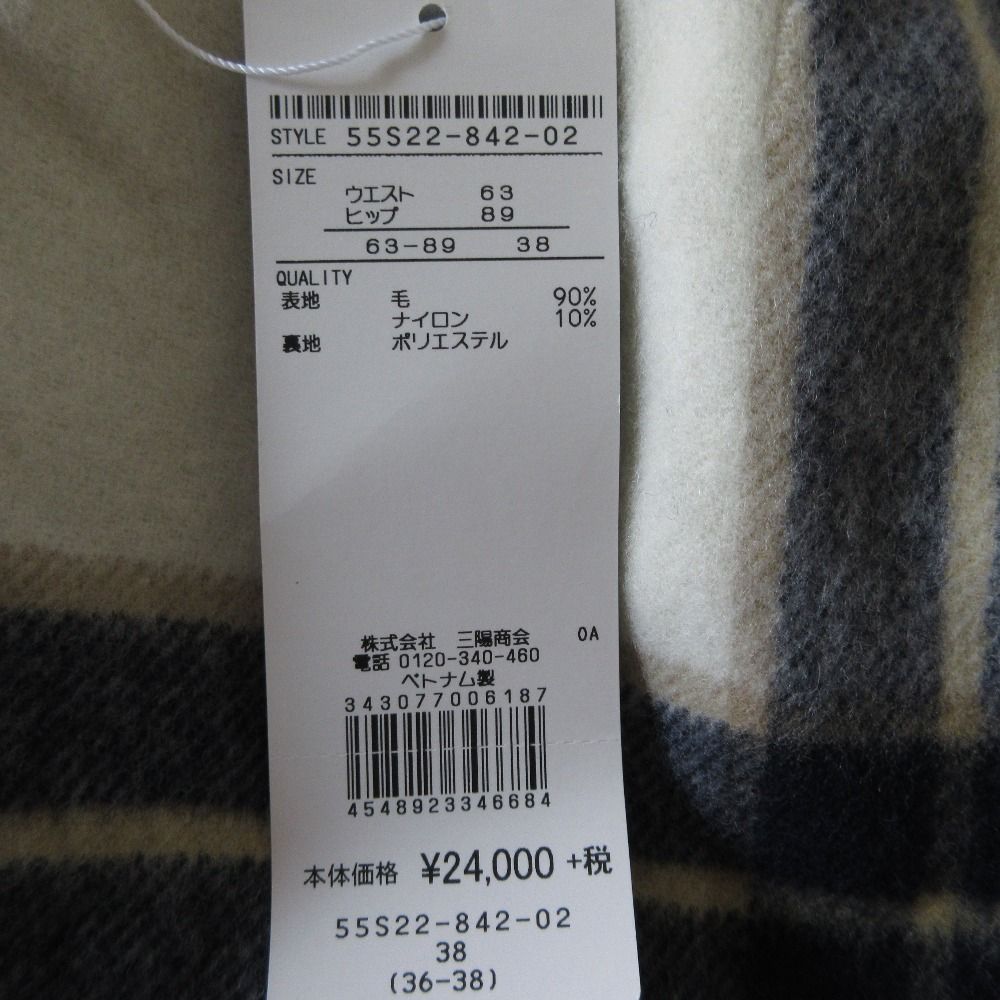 STYLE 55S22-842-02
SIZE
ウエスト 63
ヒップ 89
63-89 38
QUALITY
表地 毛 90%
ナイロン 10%
裏地 ポリエステル
株式会社 三陽商会 0A
電話 0120-340-460
ベトナム製
343077006187
4548923346684
本体価格 ¥24,000 +税
55S22-842-02
38
(36-38)